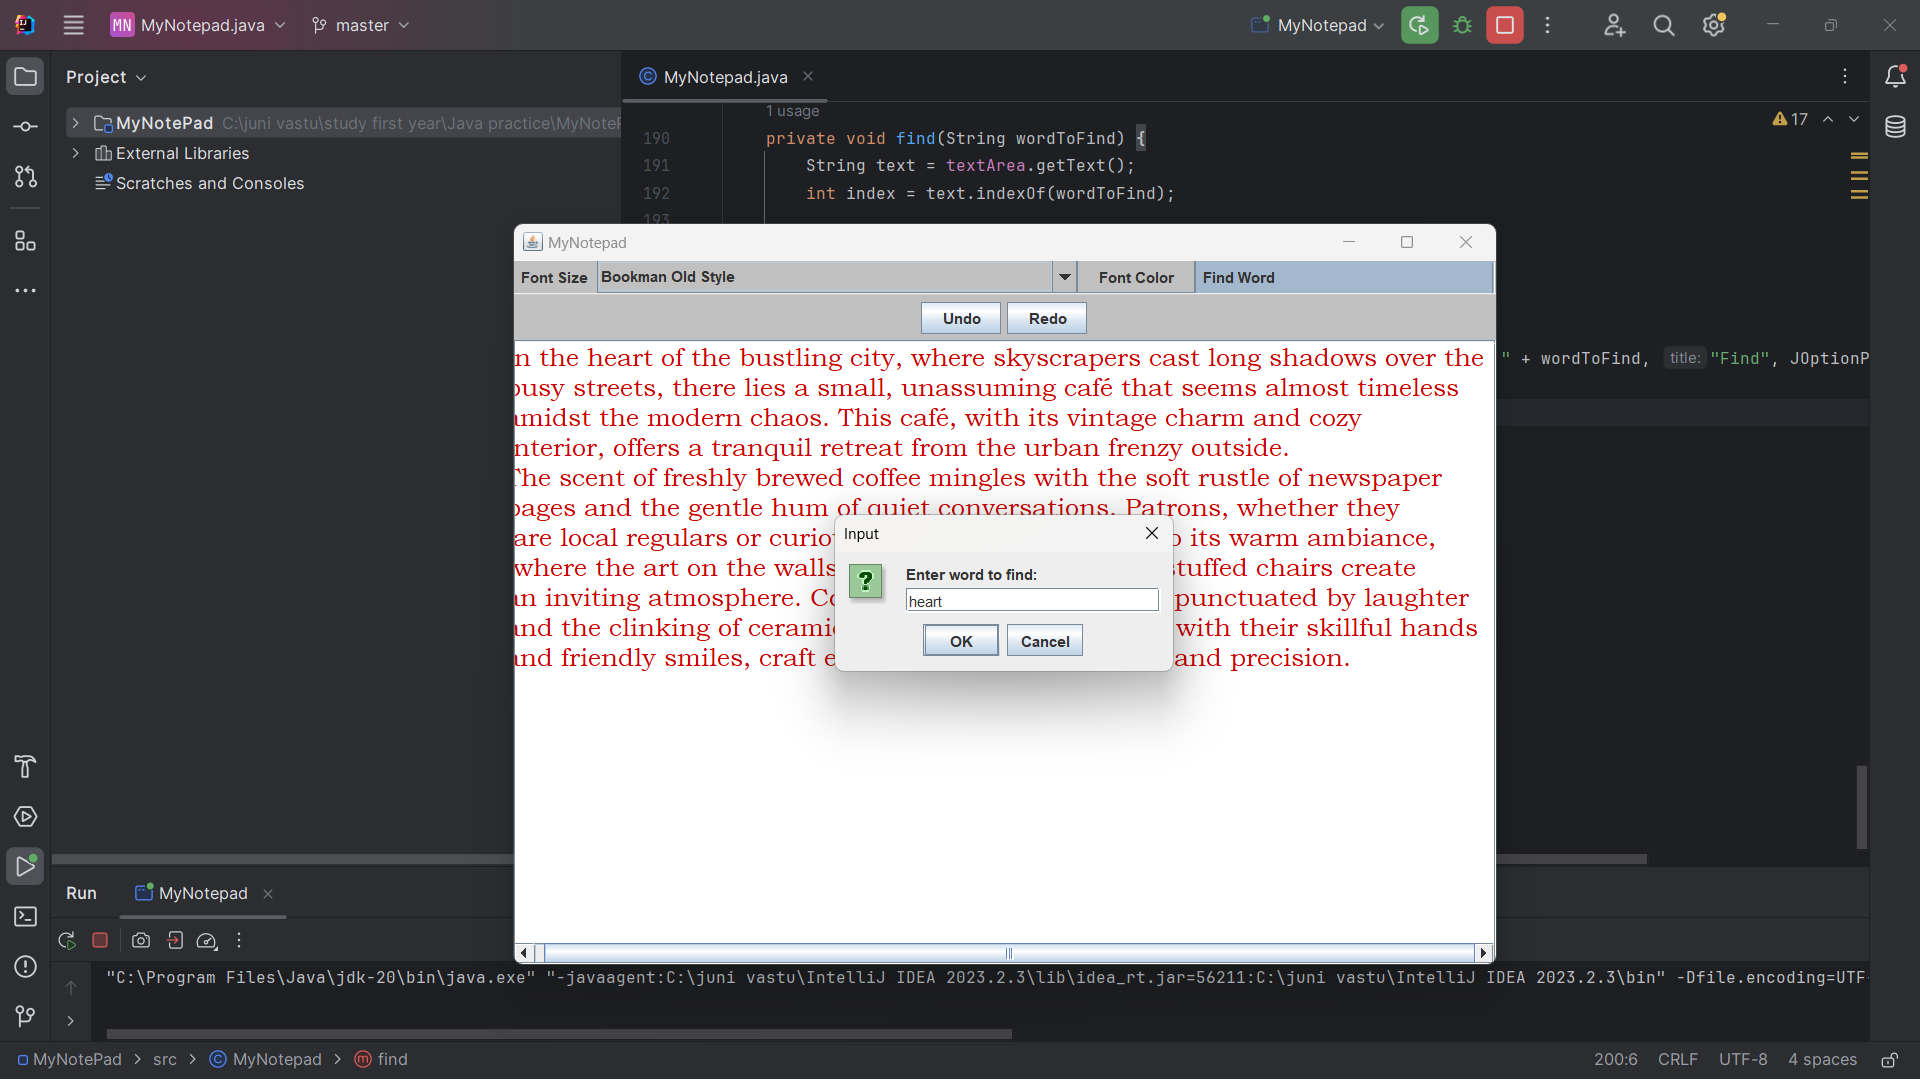 MN MyNotepad.java master MyNotepad
Project
MyNotepad.java
MyNotePad C:\juni vastu\study first year\Java practice\MyNoteP
External Libraries
Scratches and Consoles
17
1 usage
190 private void find(String wordToFind) {
191 String text = textArea.getText();
192 int index = text.indexOf(wordToFind);
193
" + wordToFind, title: "Find", JOptionP
MyNotepad
Font Size Bookman Old Style Font Color Find Word
Undo Redo
n the heart of the bustling city, where skyscrapers cast long shadows over the
busy streets, there lies a small, unassuming café that seems almost timeless
amidst the modern chaos. This café, with its vintage charm and cozy
nterior, offers a tranquil retreat from the urban frenzy outside.
The scent of freshly brewed coffee mingles with the soft rustle of newspaper
pages and the gentle hum of quiet conversations. Patrons, whether they
are local regulars or curio o its warm ambiance,
where the art on the walls stuffed chairs create
an inviting atmosphere. Co punctuated by laughter
and the clinking of cerami with their skillful hands
and friendly smiles, craft e and precision.
Input
?
Enter word to find:
heart
OK Cancel
Run MyNotepad
"C:\Program Files\Java\jdk-20\bin\java.exe" "-javaagent:C:\juni vastu\IntelliJ IDEA 2023.2.3\lib\idea_rt.jar=56211:C:\juni vastu\IntelliJ IDEA 2023.2.3\bin" -Dfile.encoding=UTF-
MyNotePad > src > MyNotepad > find
200:6 CRLF UTF-8 4 spaces